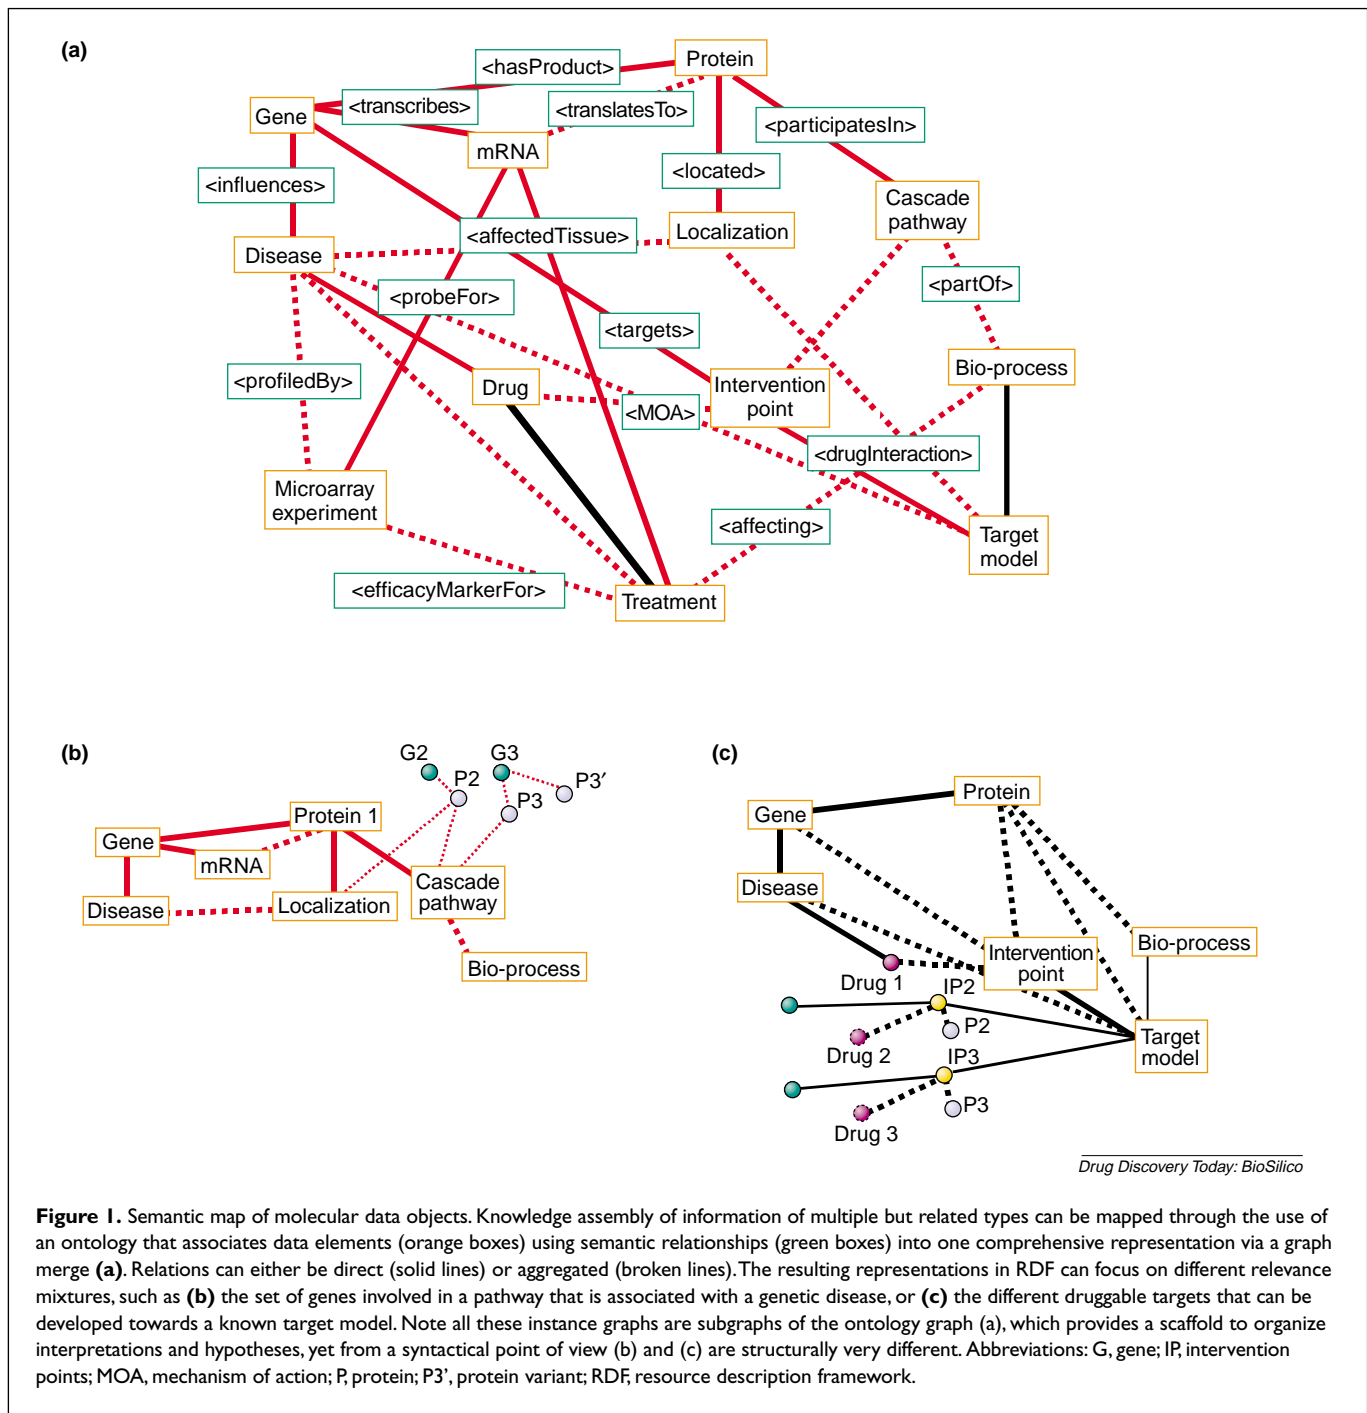 (a)
Protein
<hasProduct>
<transcribes>
<translatesTo>
Gene
<participatesIn>
mRNA
<influences>
<located>
Cascade
pathway
<affectedTissue>
Localization
Disease
<probeFor>
<partOf>
<targets>
<profiledBy>
Drug
Intervention
point
Bio-process
<MOA>
<drugInteraction>
Microarray
experiment
<affecting>
Target
model
<efficacyMarkerFor>
Treatment
(b)
G2
G3
P2
P3′
P3
Protein 1
Gene
mRNA
Cascade
pathway
Disease
Localization
Bio-process
(c)
Protein
Gene
Disease
Bio-process
Intervention
point
Drug 1
IP2
P2
Drug 2
Target
model
IP3
P3
Drug 3
Drug Discovery Today: BioSilico
Figure 1. Semantic map of molecular data objects. Knowledge assembly of information of multiple but related types can be mapped through the use of
an ontology that associates data elements (orange boxes) using semantic relationships (green boxes) into one comprehensive representation via a graph
merge (a). Relations can either be direct (solid lines) or aggregated (broken lines). The resulting representations in RDF can focus on different relevance
mixtures, such as (b) the set of genes involved in a pathway that is associated with a genetic disease, or (c) the different druggable targets that can be
developed towards a known target model. Note all these instance graphs are subgraphs of the ontology graph (a), which provides a scaffold to organize
interpretations and hypotheses, yet from a syntactical point of view (b) and (c) are structurally very different. Abbreviations: G, gene; IP, intervention
points; MOA, mechanism of action; P, protein; P3’, protein variant; RDF, resource description framework.